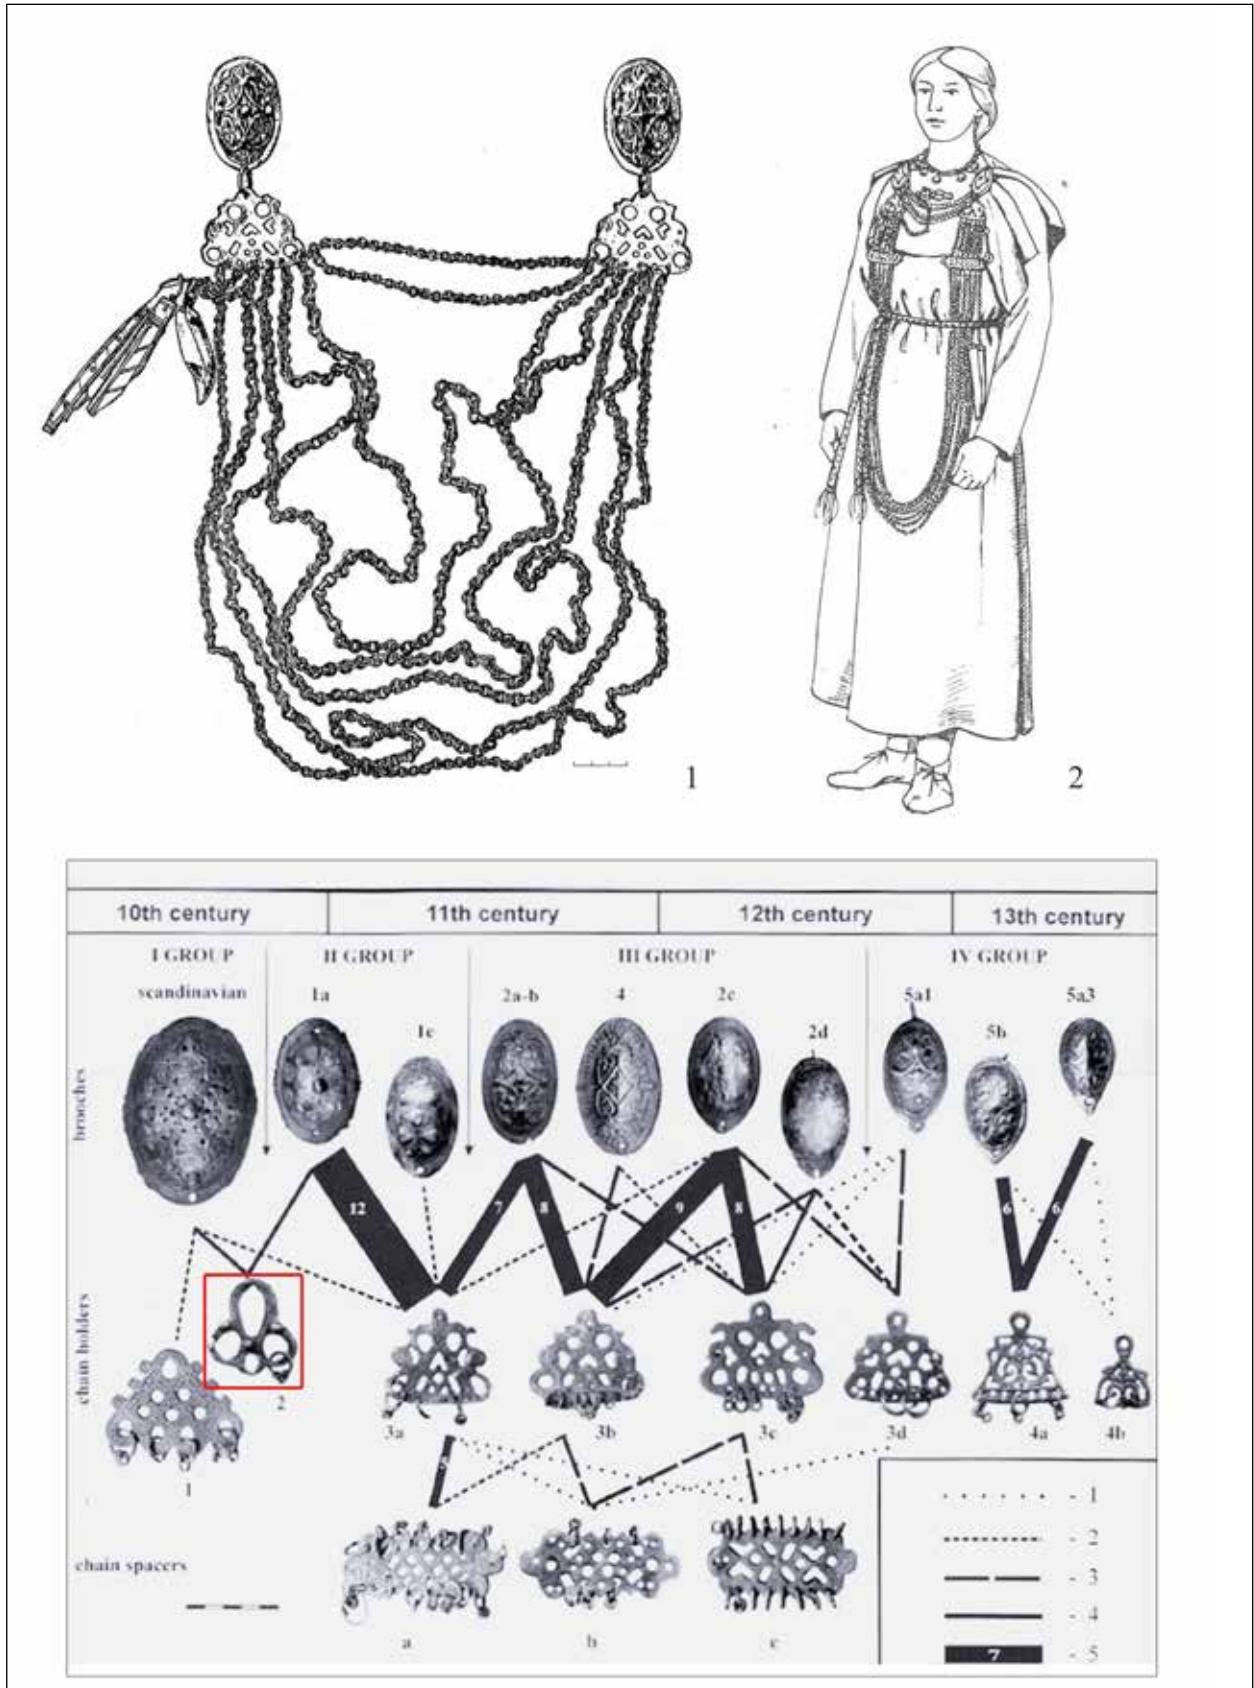 1
2
10th century 11th century 12th century 13th century
I GROUP II GROUP III GROUP IV GROUP
scandinavian 1a 2a-b 4 2c 5a1 5a3
1c 2d 5b
brooches
12 7 8 9 8 6 6
chain holders
2
3a 3b 3c 3d 4a 4b
1
5
- 1
- 2
chain spacers
- 3
- 4
7 - 5
a b c